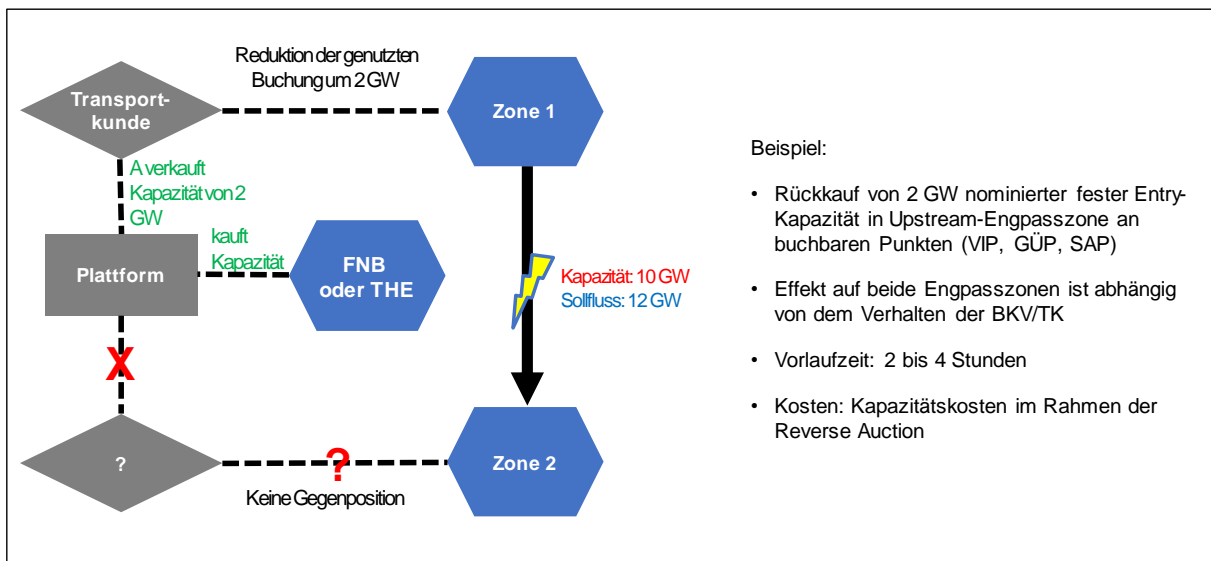 Reduktion der genutzten
Buchung um 2 GW
Transport-
kunde
Zone 1
A verkauft
Kapazität von 2
GW
kauft
Kapazität
Plattform
FNB
oder THE
Kapazität: 10 GW
Sollfluss: 12 GW
X
?
?
Keine Gegenposition
Zone 2
Beispiel:
• Rückkauf von 2 GW nominierter fester Entry-
Kapazität in Upstream-Engpasszone an
buchbaren Punkten (VIP, GÜP, SAP)
• Effekt auf beide Engpasszonen ist abhängig
von dem Verhalten der BKV/TK
• Vorlaufzeit: 2 bis 4 Stunden
• Kosten: Kapazitätskosten im Rahmen der
Reverse Auction